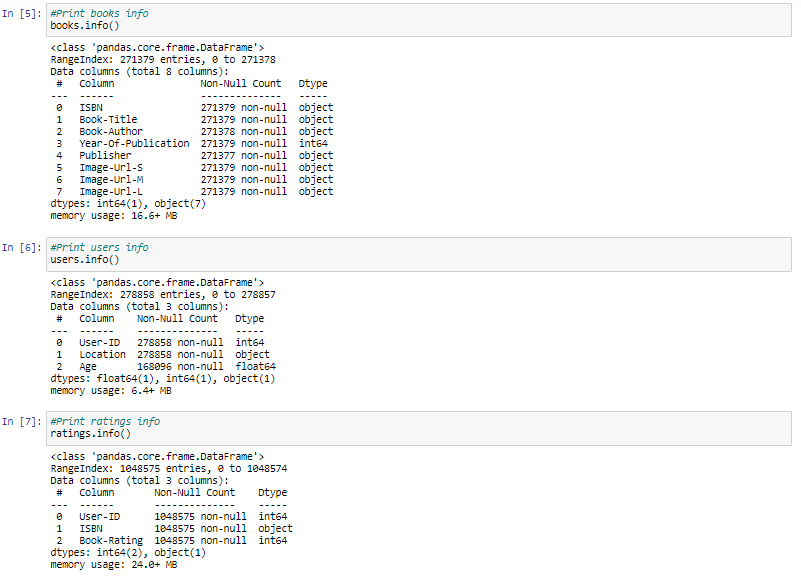 In [5]: #Print books info
books.info()
<class 'pandas.core.frame.DataFrame'>
RangeIndex: 271379 entries, 0 to 271378
Data columns (total 8 columns):
 #   Column               Non-Null Count   Dtype
---  ------               --------------   -----
 0   ISBN                 271379 non-null  object
 1   Book-Title           271379 non-null  object
 2   Book-Author          271378 non-null  object
 3   Year-Of-Publication  271379 non-null  int64
 4   Publisher            271377 non-null  object
 5   Image-Url-S          271379 non-null  object
 6   Image-Url-M          271379 non-null  object
 7   Image-Url-L          271379 non-null  object
dtypes: int64(1), object(7)
memory usage: 16.6+ MB
In [6]: #Print users info
users.info()
<class 'pandas.core.frame.DataFrame'>
RangeIndex: 278858 entries, 0 to 278857
Data columns (total 3 columns):
 #   Column    Non-Null Count   Dtype
---  ------    --------------   -----
 0   User-ID   278858 non-null  int64
 1   Location  278858 non-null  object
 2   Age       168096 non-null  float64
dtypes: float64(1), int64(1), object(1)
memory usage: 6.4+ MB
In [7]: #Print ratings info
ratings.info()
<class 'pandas.core.frame.DataFrame'>
RangeIndex: 1048575 entries, 0 to 1048574
Data columns (total 3 columns):
 #   Column       Non-Null Count    Dtype
---  ------       --------------    -----
 0   User-ID      1048575 non-null  int64
 1   ISBN         1048575 non-null  object
 2   Book-Rating  1048575 non-null  int64
dtypes: int64(2), object(1)
memory usage: 24.0+ MB